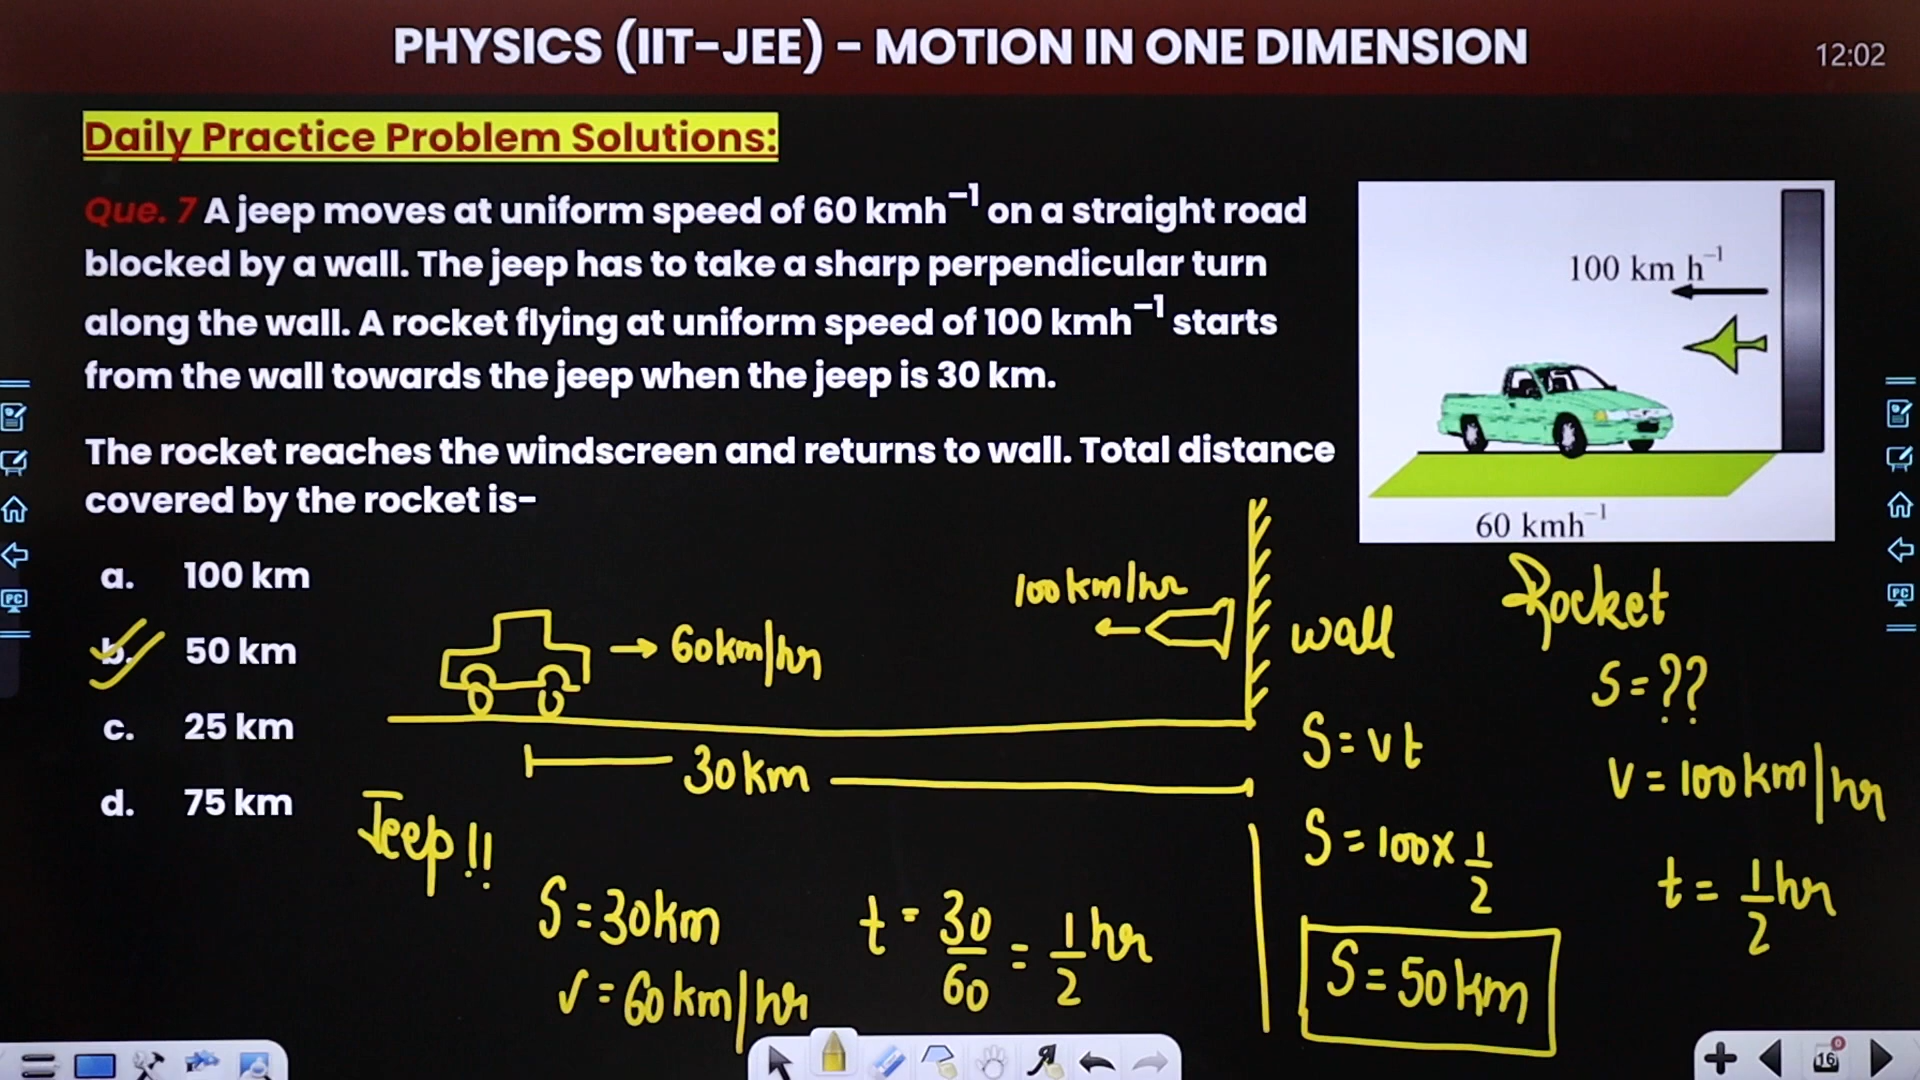 PHYSICS (IIT-JEE) - MOTION IN ONE DIMENSION
12:02
Daily Practice Problem Solutions:
Que. 7 A jeep moves at uniform speed of 60 kmh⁻¹ on a straight road
blocked by a wall. The jeep has to take a sharp perpendicular turn
along the wall. A rocket flying at uniform speed of 100 kmh⁻¹ starts
from the wall towards the jeep when the jeep is 30 km.
The rocket reaches the windscreen and returns to wall. Total distance
covered by the rocket is-
100 km h⁻¹
60 kmh⁻¹
a. 100 km
b. 50 km
c. 25 km
d. 75 km
60km/hr
100km/hr
wall
30km
Jeep!!
S=30km
v=60km/hr
t = 30/60 = 1/2 hr
S=vt
S=100x 1/2
S=50km
Rocket
S=??
V=100km/hr
t= 1/2 hr
PC
PC
16
0